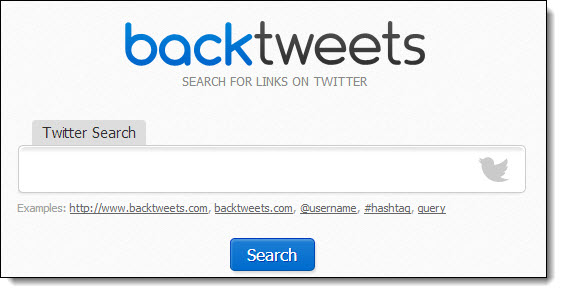 backtweets
SEARCH FOR LINKS ON TWITTER
Twitter Search
Examples: http://www.backtweets.com, backtweets.com, @username, #hashtag, query
Search